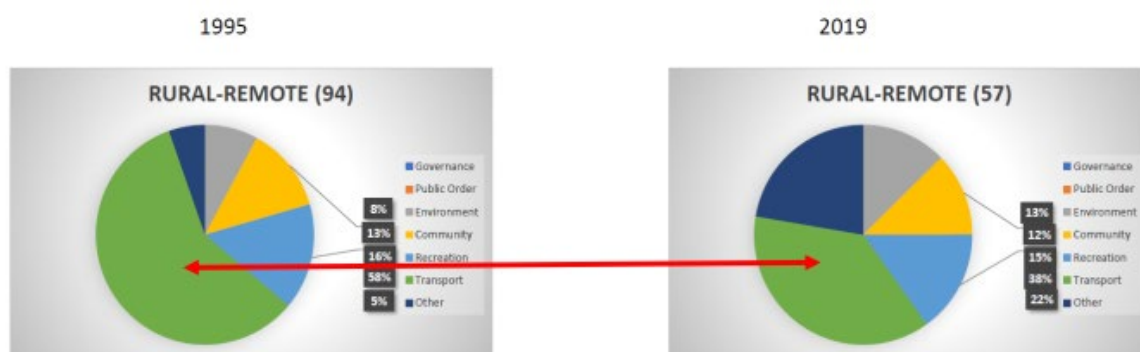 1995
2019
RURAL-REMOTE (94)
Governance
Public Order
8% Environment
13% Community
16% Recreation
58% Transport
5% Other
RURAL-REMOTE (57)
Governance
Public Order
13% Environment
12% Community
15% Recreation
38% Transport
22% Other